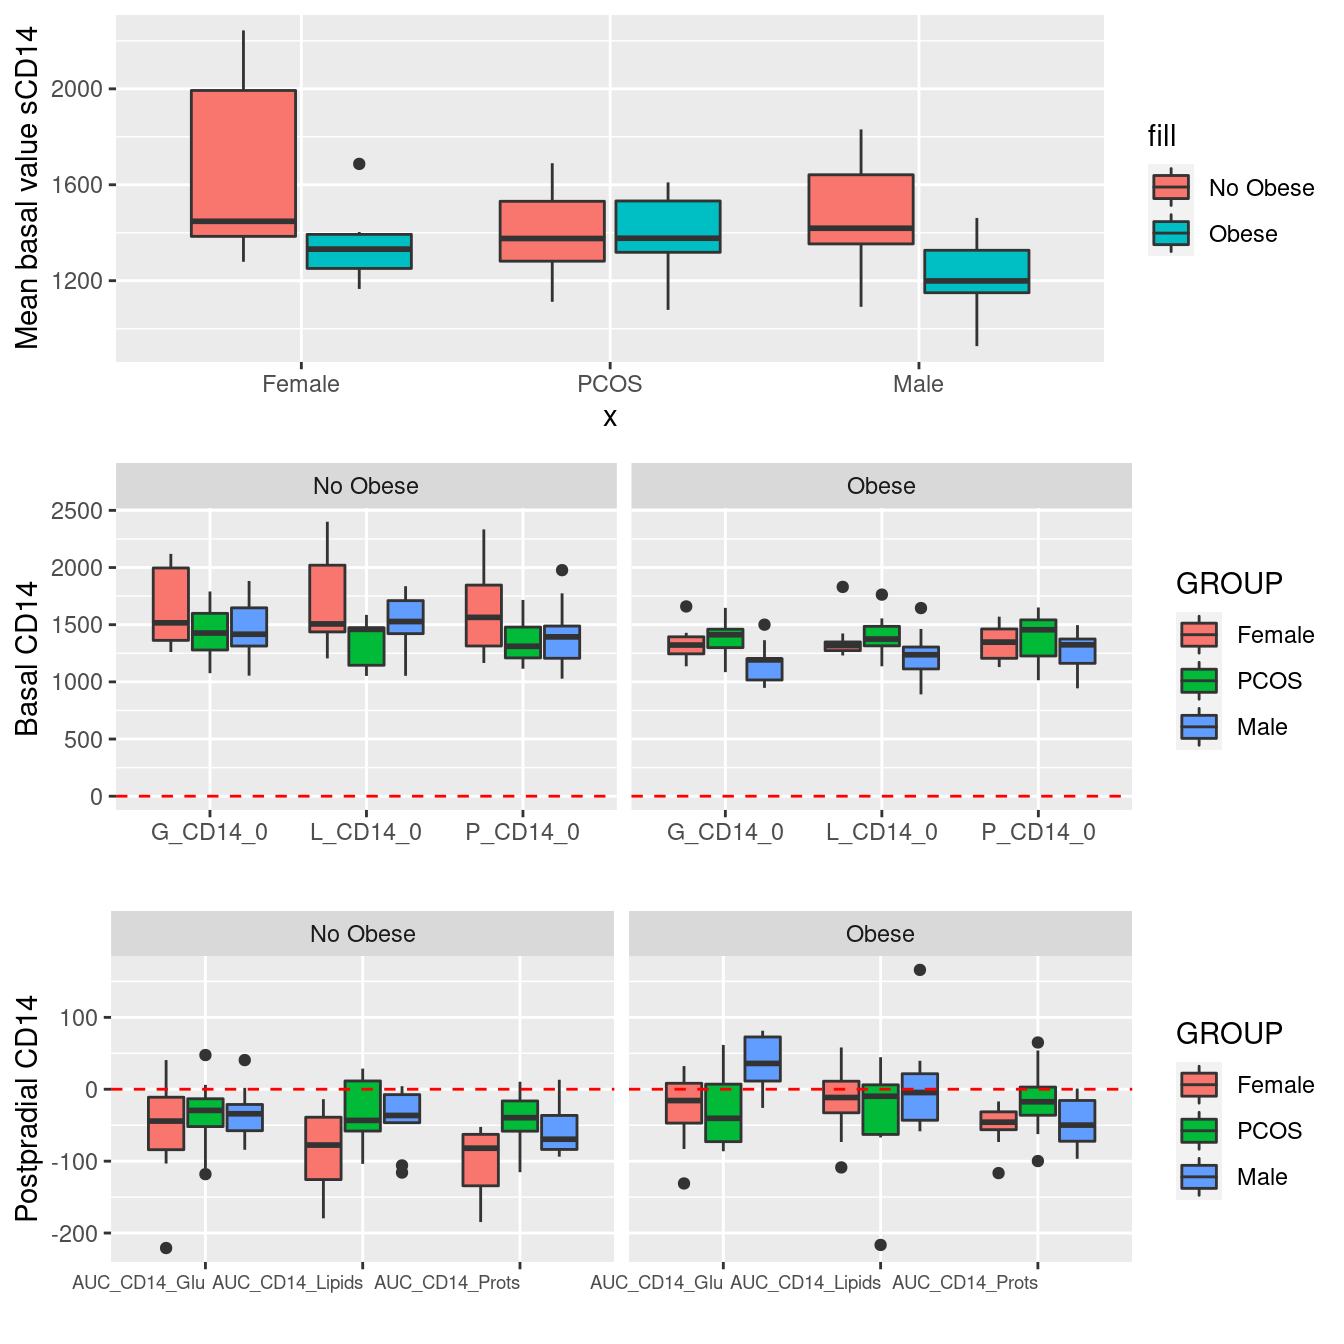 Mean basal value sCD14
2000
1600
1200
Female PCOS Male
x
fill
No Obese
Obese
No Obese Obese
Basal CD14
2500
2000
1500
1000
500
0
G_CD14_0 L_CD14_0 P_CD14_0 G_CD14_0 L_CD14_0 P_CD14_0
GROUP
Female
PCOS
Male
No Obese Obese
Postpradial CD14
100
0
-100
-200
AUC_CD14_Glu AUC_CD14_Lipids AUC_CD14_Prots AUC_CD14_Glu AUC_CD14_Lipids AUC_CD14_Prots
GROUP
Female
PCOS
Male